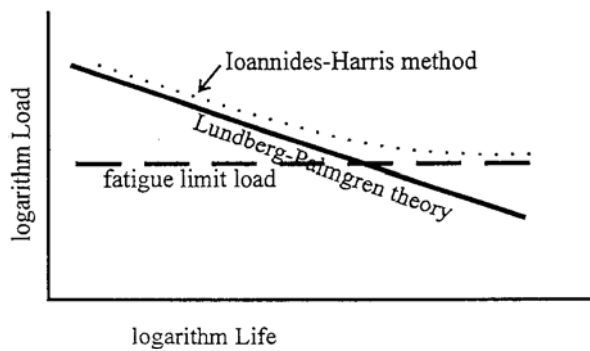 Ioannides-Harris method
Lundberg-Palmgren theory
fatigue limit load
logarithm Load
logarithm Life